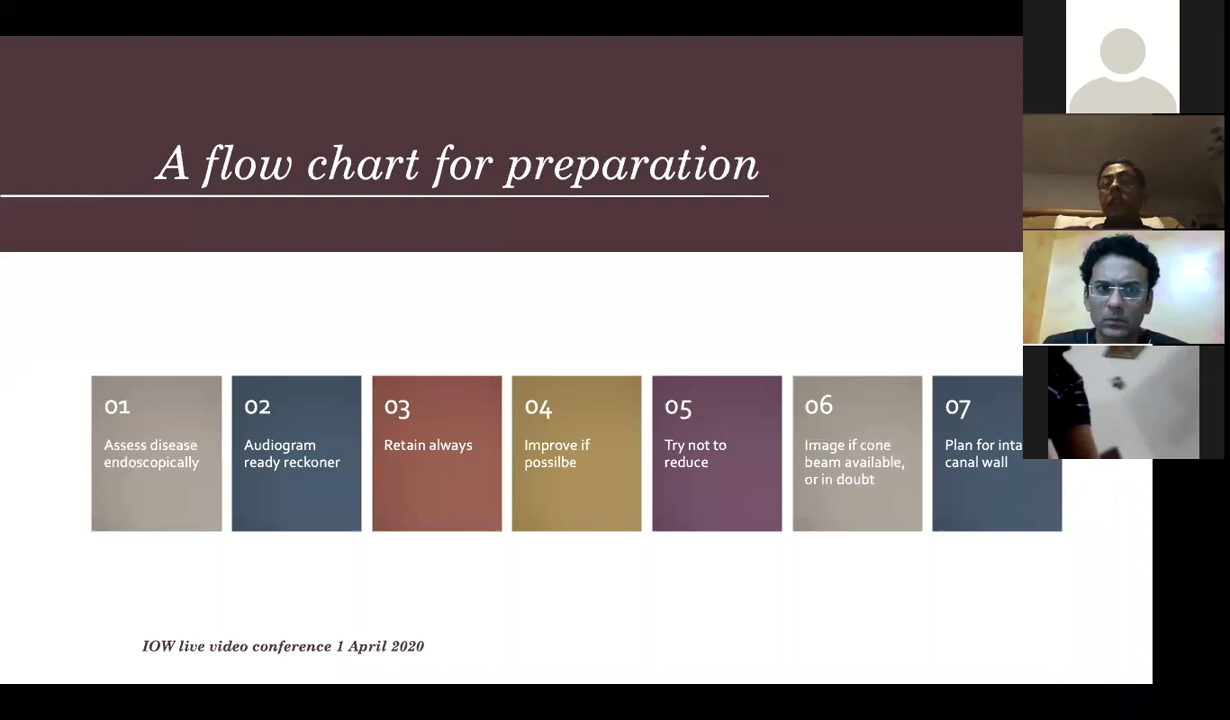 A flow chart for preparation
01
Assess disease
endoscopically
02
Audiogram
ready reckoner
03
Retain always
04
Improve if
possilbe
05
Try not to
reduce
06
Image if cone
beam available,
or in doubt
07
Plan for
canal wall
IOW live video conference 1 April 2020